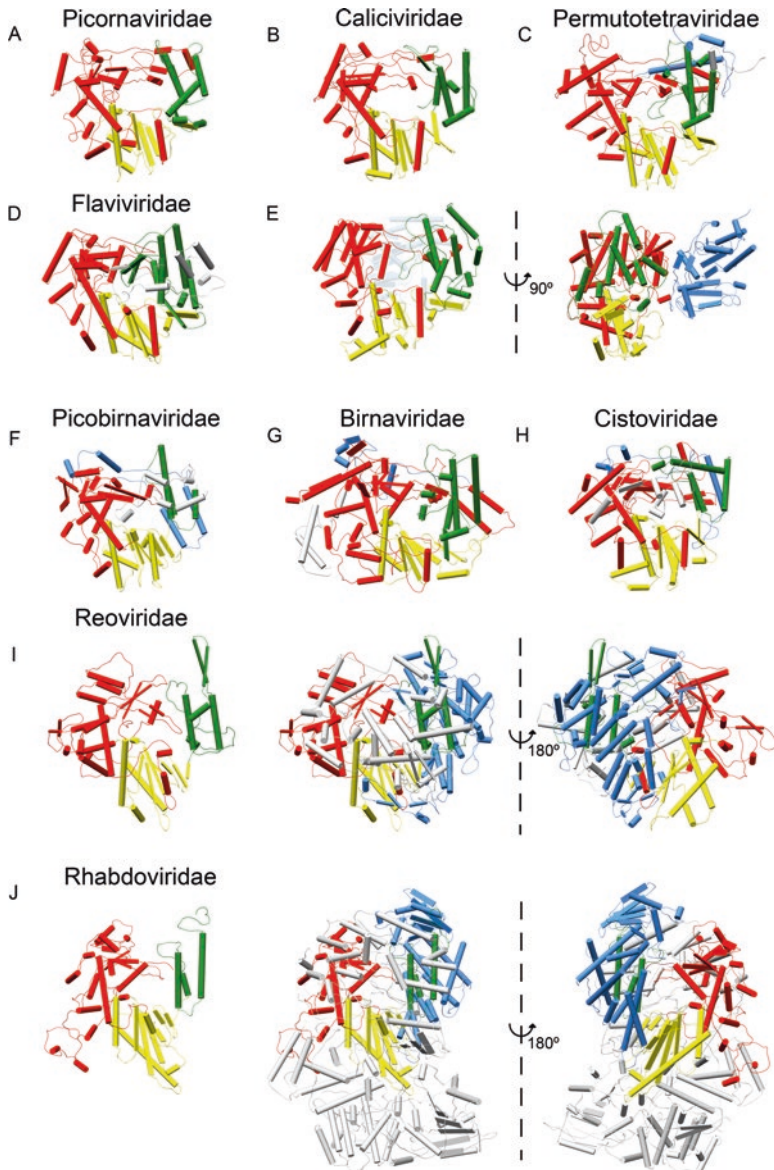 Picornaviridae Caliciviridae Permutotetraviridae
A B C
Flaviviridae
D E 90º
Picobirnaviridae Birnaviridae Cistoviridae
F G H
Reoviridae
I 180º
Rhabdoviridae
J 180º